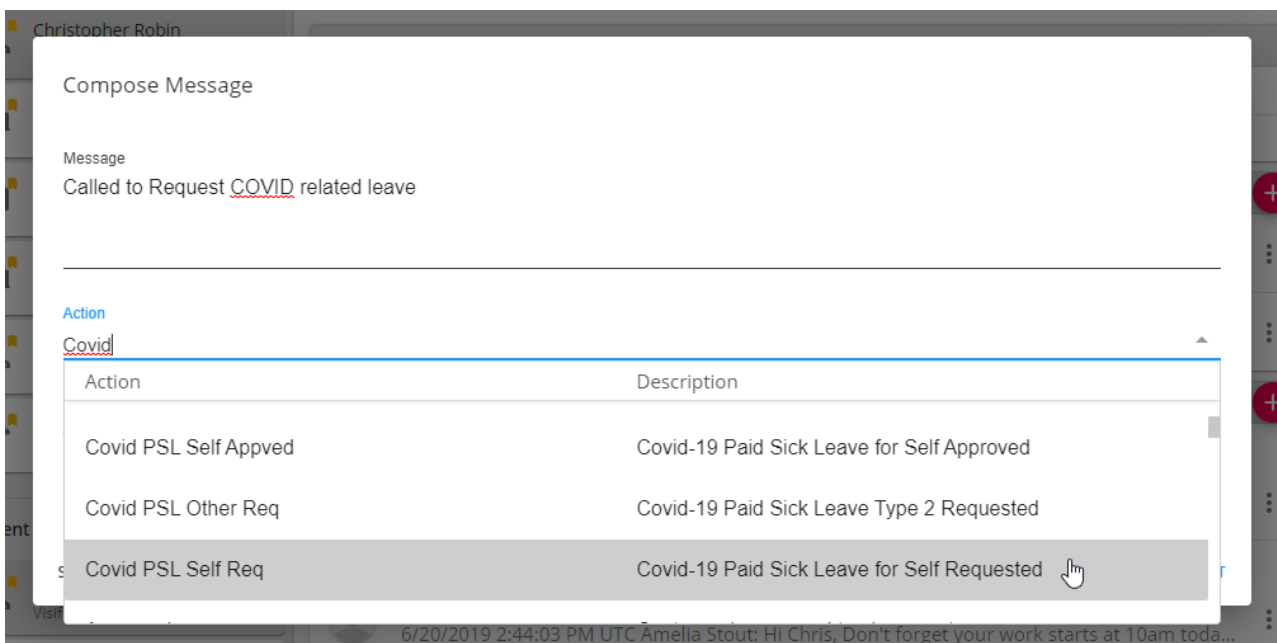 Christopher Robin
Compose Message
Message
Called to Request COVID related leave
Action
Covid
Action Description
Covid PSL Self Appved Covid-19 Paid Sick Leave for Self Approved
Covid PSL Other Req Covid-19 Paid Sick Leave Type 2 Requested
Covid PSL Self Req Covid-19 Paid Sick Leave for Self Requested
6/20/2019 2:44:03 PM UTC Amelia Stout: Hi Chris, Don't forget your work starts at 10am toda...